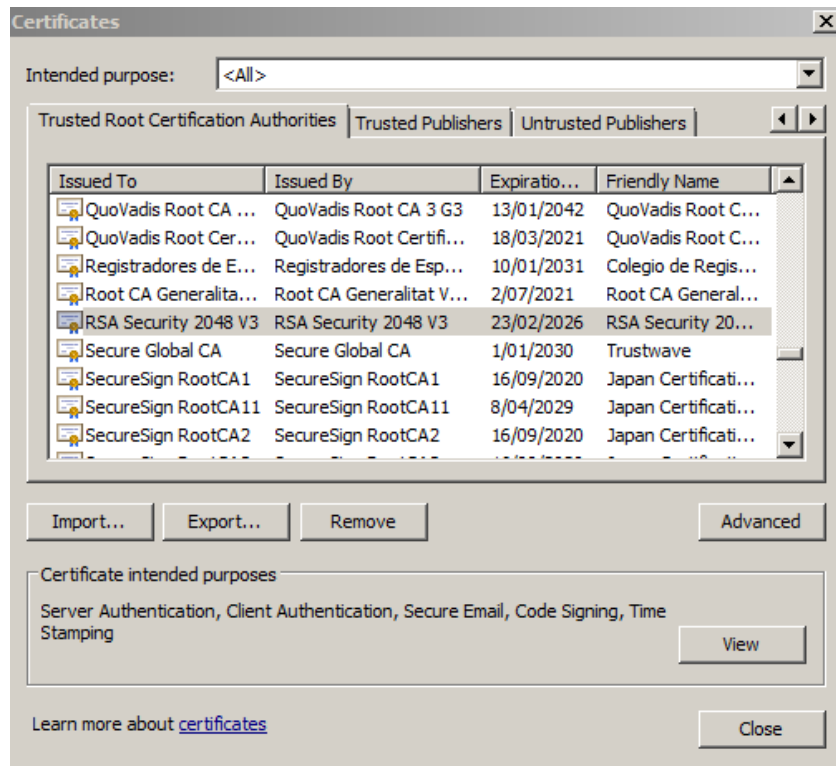 Certificates
Intended purpose: <All>
Trusted Root Certification Authorities Trusted Publishers Untrusted Publishers
Issued To Issued By Expiratio... Friendly Name
QuoVadis Root CA ... QuoVadis Root CA 3 G3 13/01/2042 QuoVadis Root C...
QuoVadis Root Cer... QuoVadis Root Certifi... 18/03/2021 QuoVadis Root C...
Registradores de E... Registradores de Esp... 10/01/2031 Colegio de Regis...
Root CA Generalita... Root CA Generalitat V... 2/07/2021 Root CA General...
RSA Security 2048 V3 RSA Security 2048 V3 23/02/2026 RSA Security 20...
Secure Global CA Secure Global CA 1/01/2030 Trustwave
SecureSign RootCA1 SecureSign RootCA1 16/09/2020 Japan Certificati...
SecureSign RootCA11 SecureSign RootCA11 8/04/2029 Japan Certificati...
SecureSign RootCA2 SecureSign RootCA2 16/09/2020 Japan Certificati...
Import... Export... Remove Advanced
Certificate intended purposes
Server Authentication, Client Authentication, Secure Email, Code Signing, Time
Stamping
View
Learn more about certificates
Close